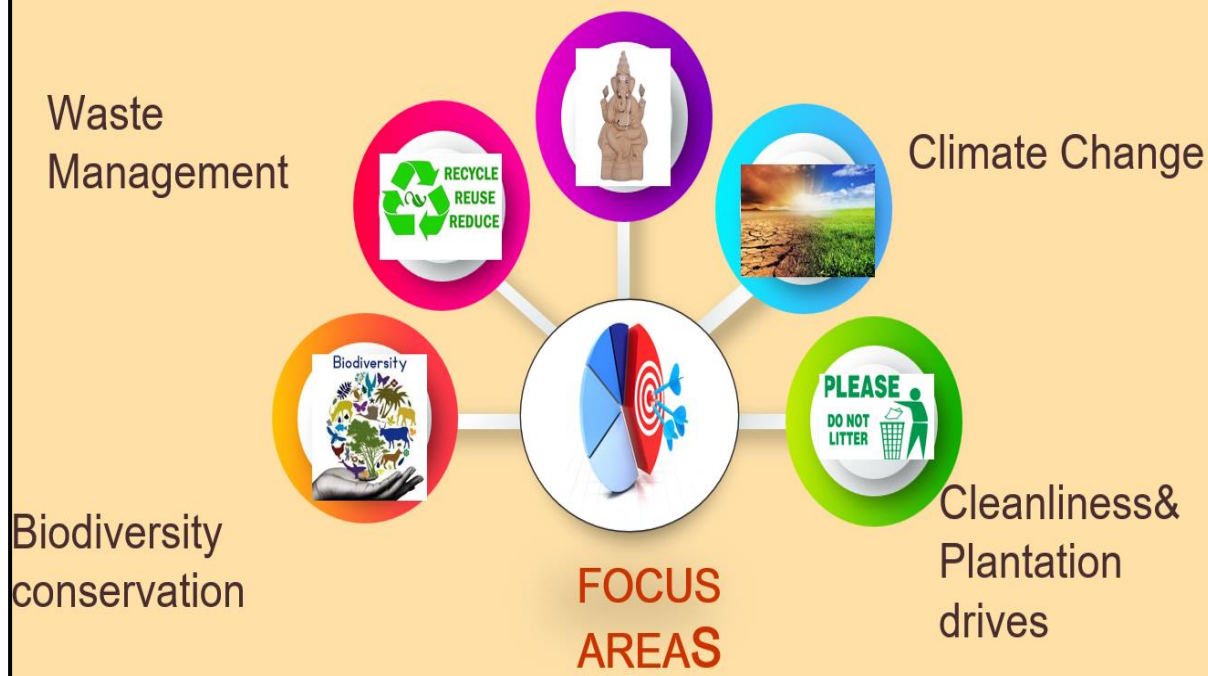 Waste
Management
RECYCLE
REUSE
REDUCE
Climate Change
Biodiversity
PLEASE
DO NOT
LITTER
Biodiversity
conservation
Cleanliness&
Plantation
drives
FOCUS
AREAS